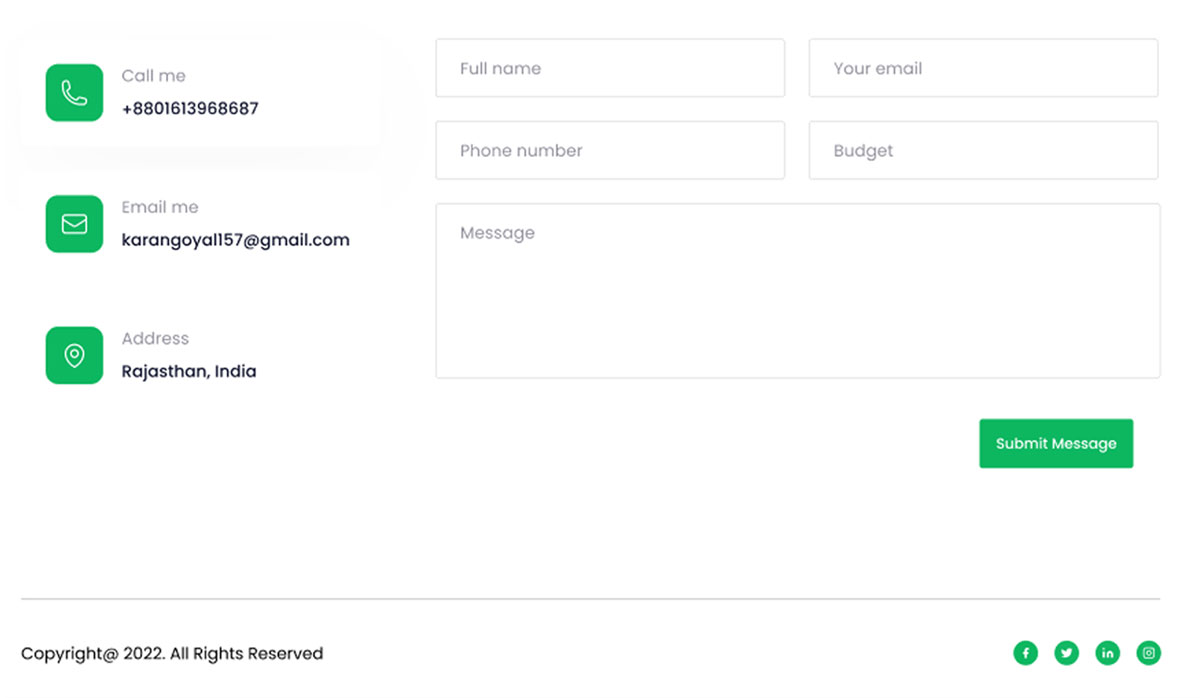 Call me
+8801613968687
Email me
karangoyal157@gmail.com
Address
Rajasthan, India
Full name
Your email
Phone number
Budget
Message
Submit Message
Copyright@ 2022. All Rights Reserved